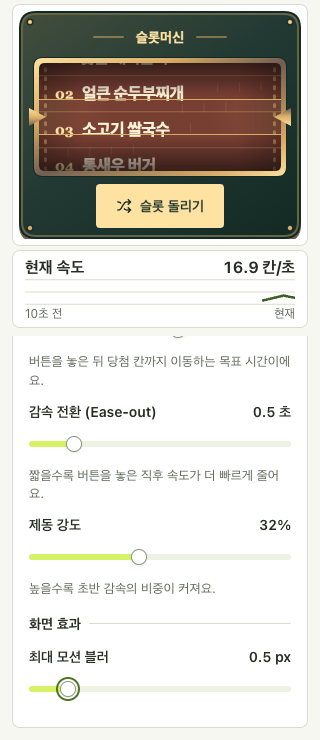 슬롯머신
02 얼큰 순두부찌개
03 소고기 쌀국수
04 통새우 버거
슬롯 돌리기
현재 속도 16.9 칸/초
10초 전 현재
버튼을 놓은 뒤 당첨 칸까지 이동하는 목표 시간이에
요.
감속 전환 (Ease-out) 0.5 초
짧을수록 버튼을 놓은 직후 속도가 더 빠르게 줄어
요.
제동 강도 32%
높을수록 초반 감속의 비중이 커져요.
화면 효과
최대 모션 블러 0.5 px